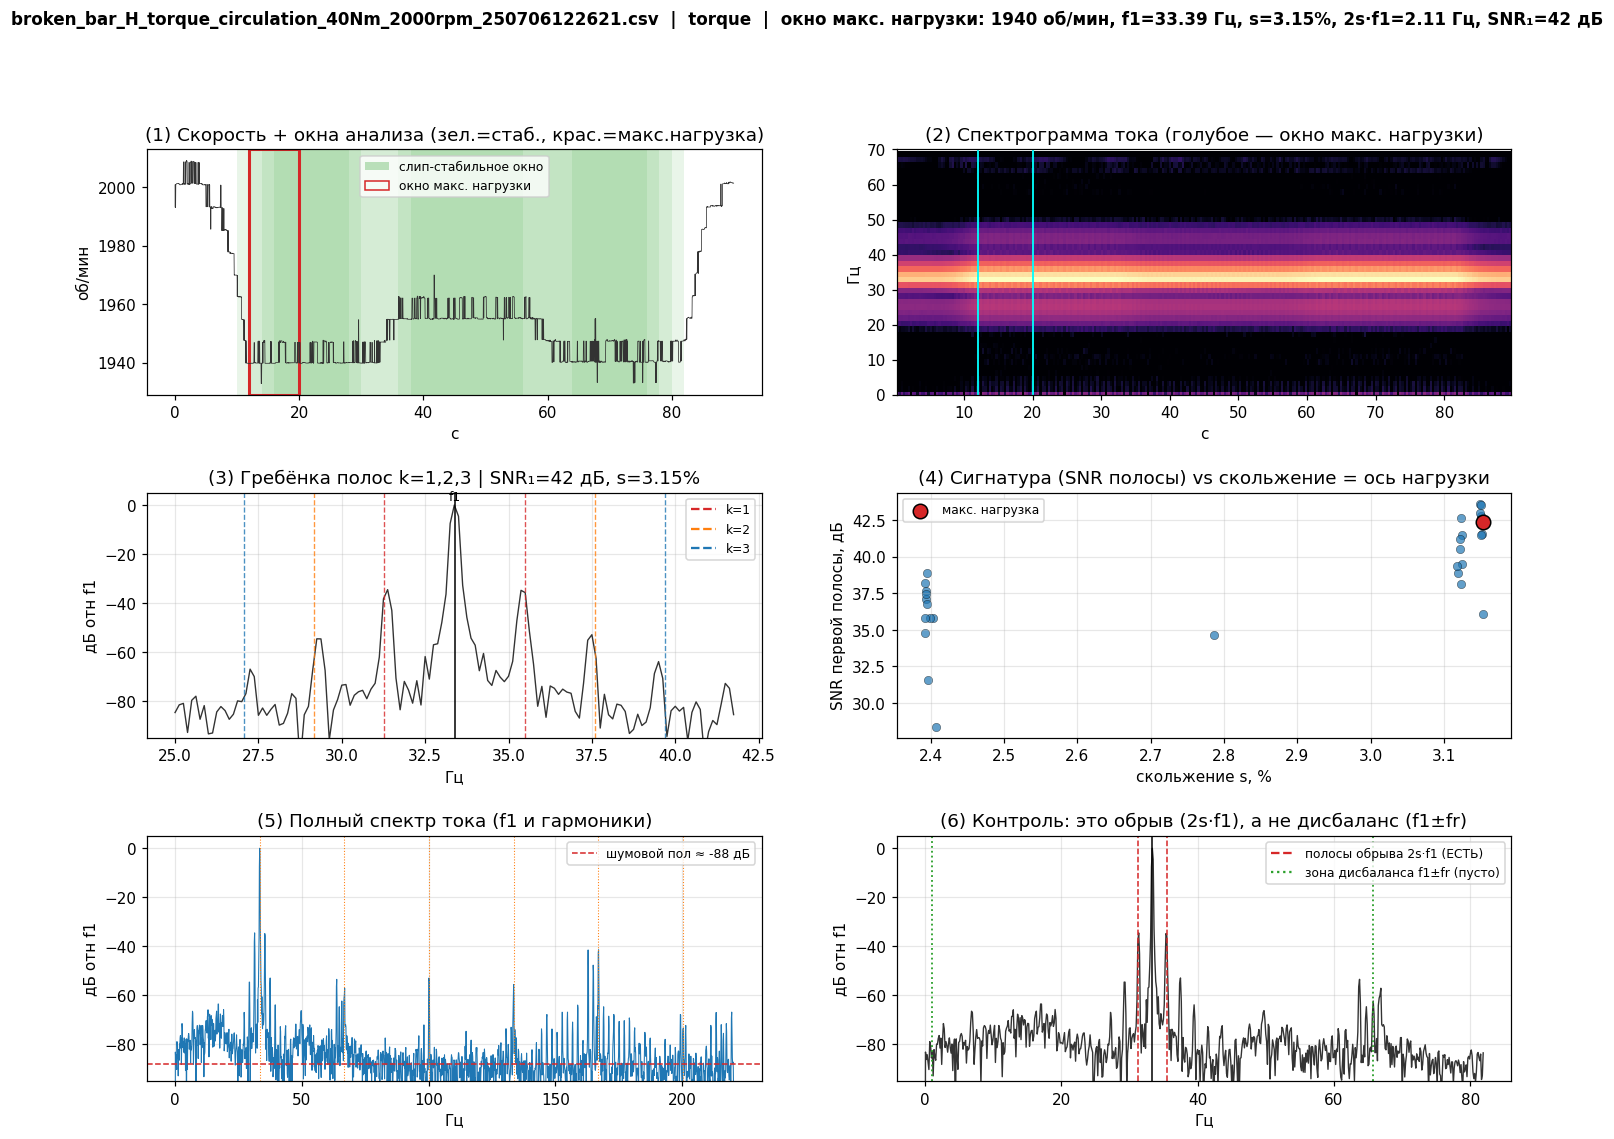 broken_bar_H_torque_circulation_40Nm_2000rpm_250706122621.csv | torque | окно макс. нагрузки: 1940 об/мин, f1=33.39 Гц, s=3.15%, 2s·f1=2.11 Гц, SNR₁=42 дБ
(1) Скорость + окна анализа (зел.=стаб., крас.=макс.нагрузка)
слип-стабильное окно
окно макс. нагрузки
об/мин
2000
1980
1960
1940
0
20
40
60
80
с
(2) Спектрограмма тока (голубое — окно макс. нагрузки)
Гц
70
60
50
40
30
20
10
0
10
20
30
40
50
60
70
80
с
(3) Гребёнка полос k=1,2,3 | SNR₁=42 дБ, s=3.15%
f1
k=1
k=2
k=3
дБ отн f1
0
−20
−40
−60
−80
25.0
27.5
30.0
32.5
35.0
37.5
40.0
42.5
Гц
(4) Сигнатура (SNR полосы) vs скольжение = ось нагрузки
макс. нагрузка
SNR первой полосы, дБ
42.5
40.0
37.5
35.0
32.5
30.0
2.4
2.5
2.6
2.7
2.8
2.9
3.0
3.1
скольжение s, %
(5) Полный спектр тока (f1 и гармоники)
шумовой пол ≈ -88 дБ
дБ отн f1
0
−20
−40
−60
−80
0
50
100
150
200
Гц
(6) Контроль: это обрыв (2s·f1), а не дисбаланс (f1±fr)
полосы обрыва 2s·f1 (ЕСТЬ)
зона дисбаланса f1±fr (пусто)
дБ отн f1
0
−20
−40
−60
−80
0
20
40
60
80
Гц